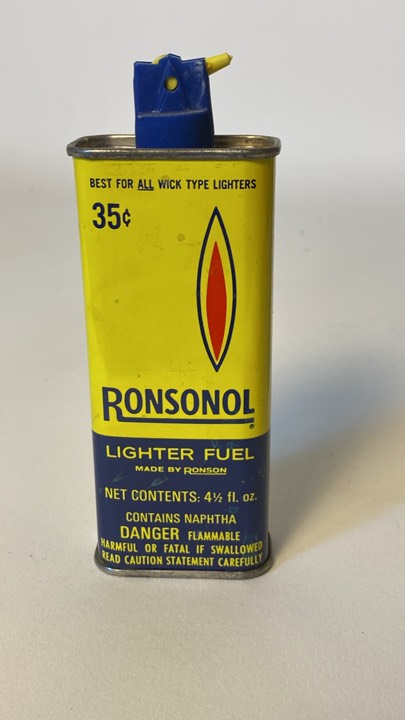 BEST FOR ALL WICK TYPE LIGHTERS
35¢
RONSONOL®
LIGHTER FUEL
MADE BY RONSON
NET CONTENTS: 4½ fl. oz.
CONTAINS NAPHTHA
DANGER FLAMMABLE
HARMFUL OR FATAL IF SWALLOWED
READ CAUTION STATEMENT CAREFULLY